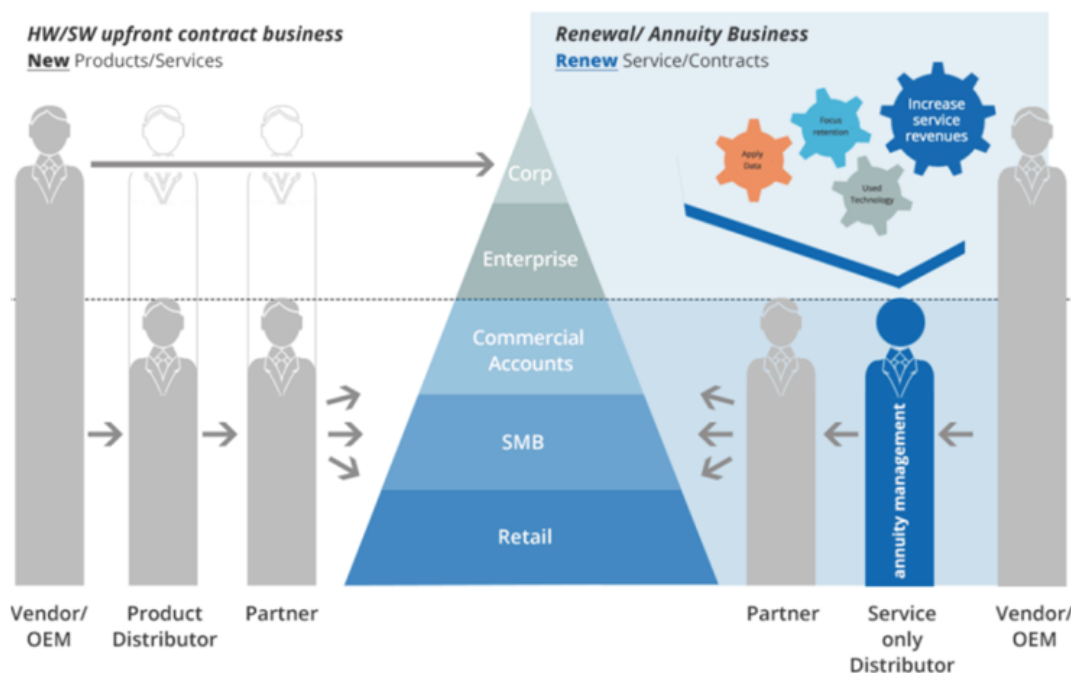 HW/SW upfront contract business
New Products/Services
Renewal/ Annuity Business
Renew Service/Contracts
Increase
service
revenues
Focus
retention
Apply
Data
Used
Technology
Corp
Enterprise
Commercial
Accounts
SMB
Retail
annuity management
Vendor/
OEM
Product
Distributor
Partner
Partner
Service
only
Distributor
Vendor/
OEM